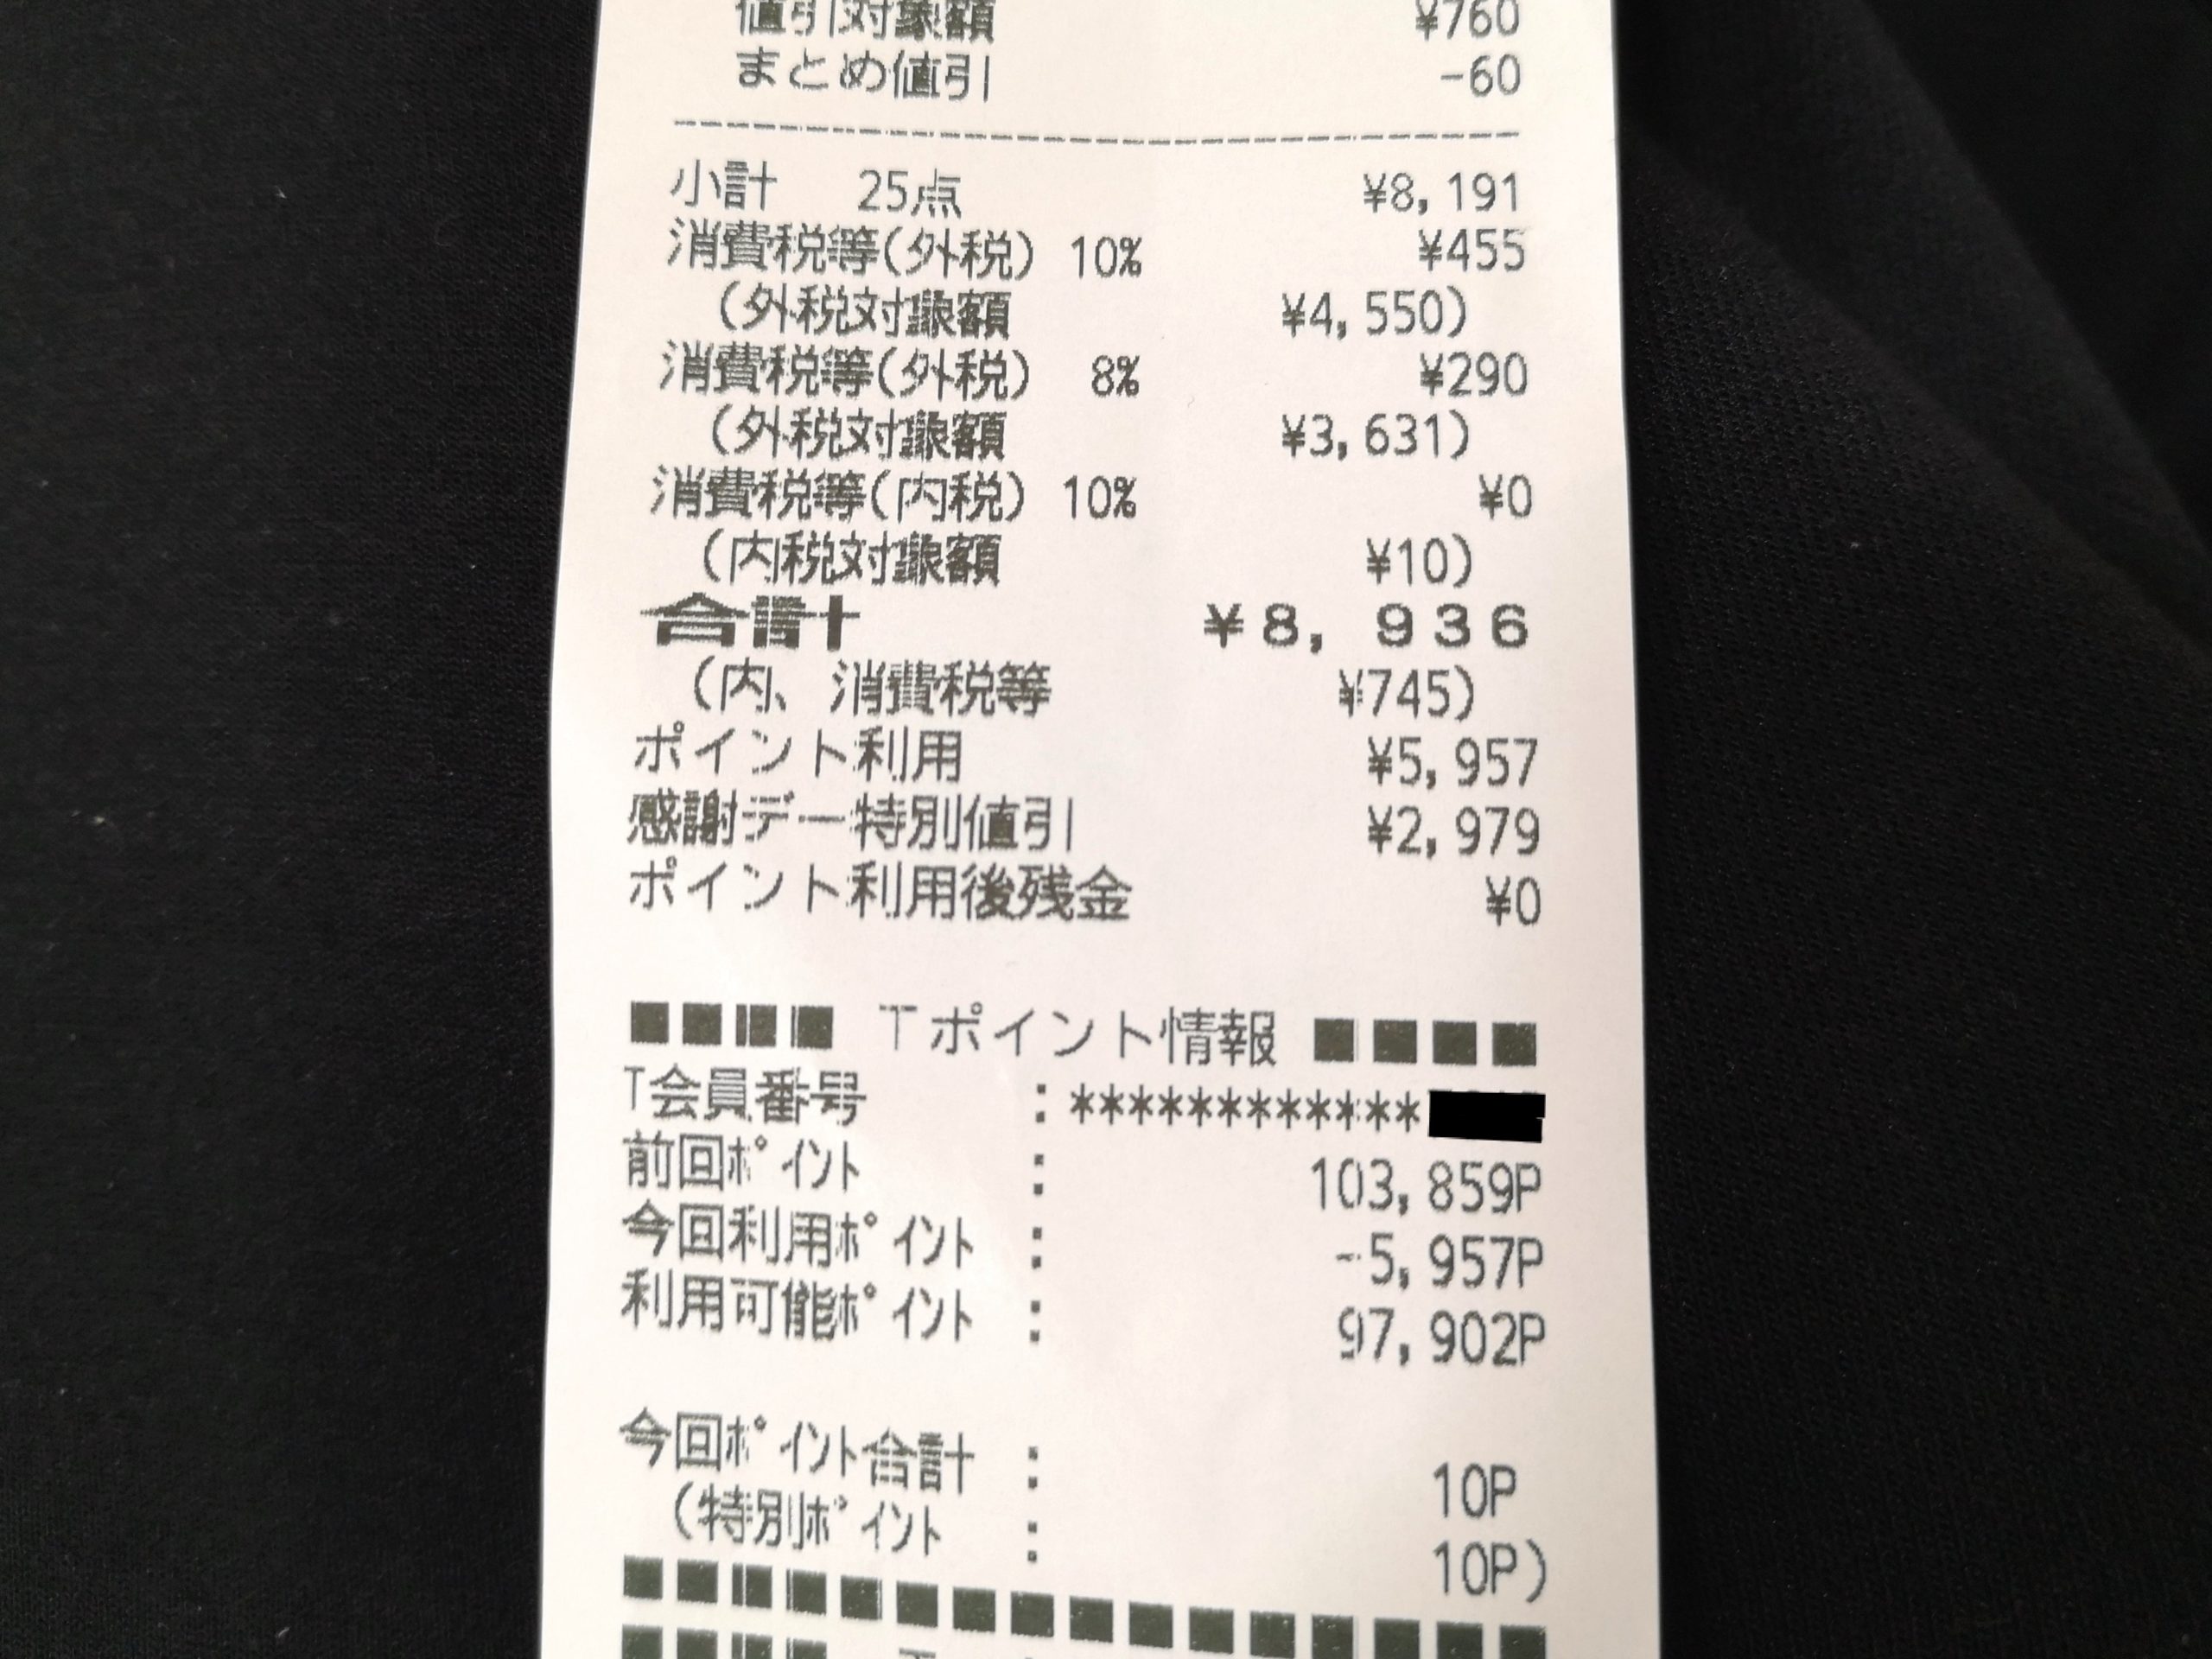 値引対象額 ¥760
まとめ値引 -60
小計 25点 ¥8,191
消費税等(外税) 10% ¥455
(外税対象額 ¥4,550)
消費税等(外税) 8% ¥290
(外税対象額 ¥3,631)
消費税等(内税) 10% ¥0
(内税対象額 ¥10)
合計 ¥8,936
(内、消費税等 ¥745)
ポイント利用 ¥5,957
感謝デー特別値引 ¥2,979
ポイント利用後残金 ¥0
■■■■ Tポイント情報 ■■■■
T会員番号 : ************
前回ポイント : 103,859P
今回利用ポイント : -5,957P
利用可能ポイント : 97,902P
今回ポイント合計 : 10P
(特別ポイント : 10P)